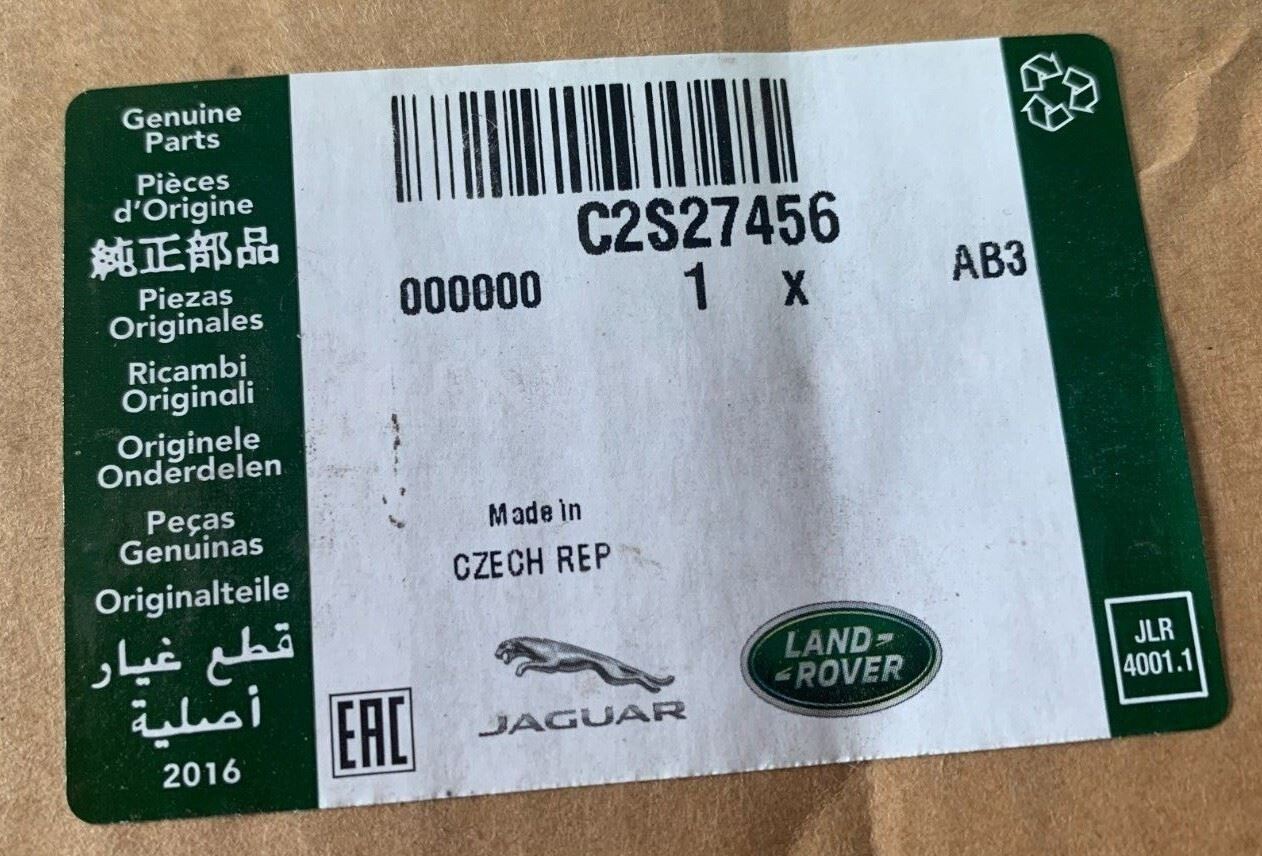 Genuine
Parts
Pièces
d'Origine
純正部品
Piezas
Originales
Ricambi
Originali
Originele
Onderdelen
Peças
Genuinas
Originalteile
قطع غيار
أصلية
2016
C2S27456
000000 1 X AB3
Made in
CZECH REP
EAC
JAGUAR
LAND-
-ROVER
JLR
4001.1